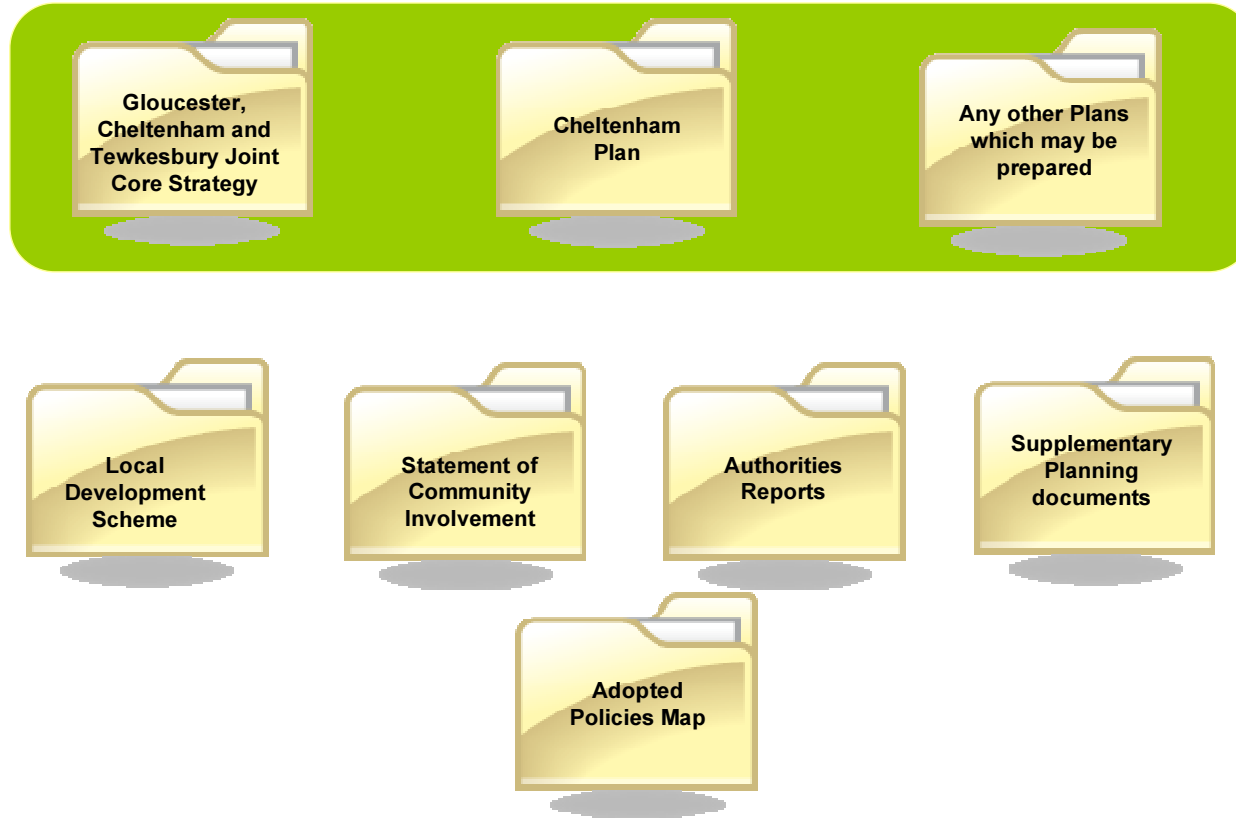 Gloucester,
Cheltenham and
Tewkesbury Joint
Core Strategy
Cheltenham
Plan
Any other Plans
which may be
prepared
Local
Development
Scheme
Statement of
Community
Involvement
Authorities
Reports
Supplementary
Planning
documents
Adopted
Policies Map